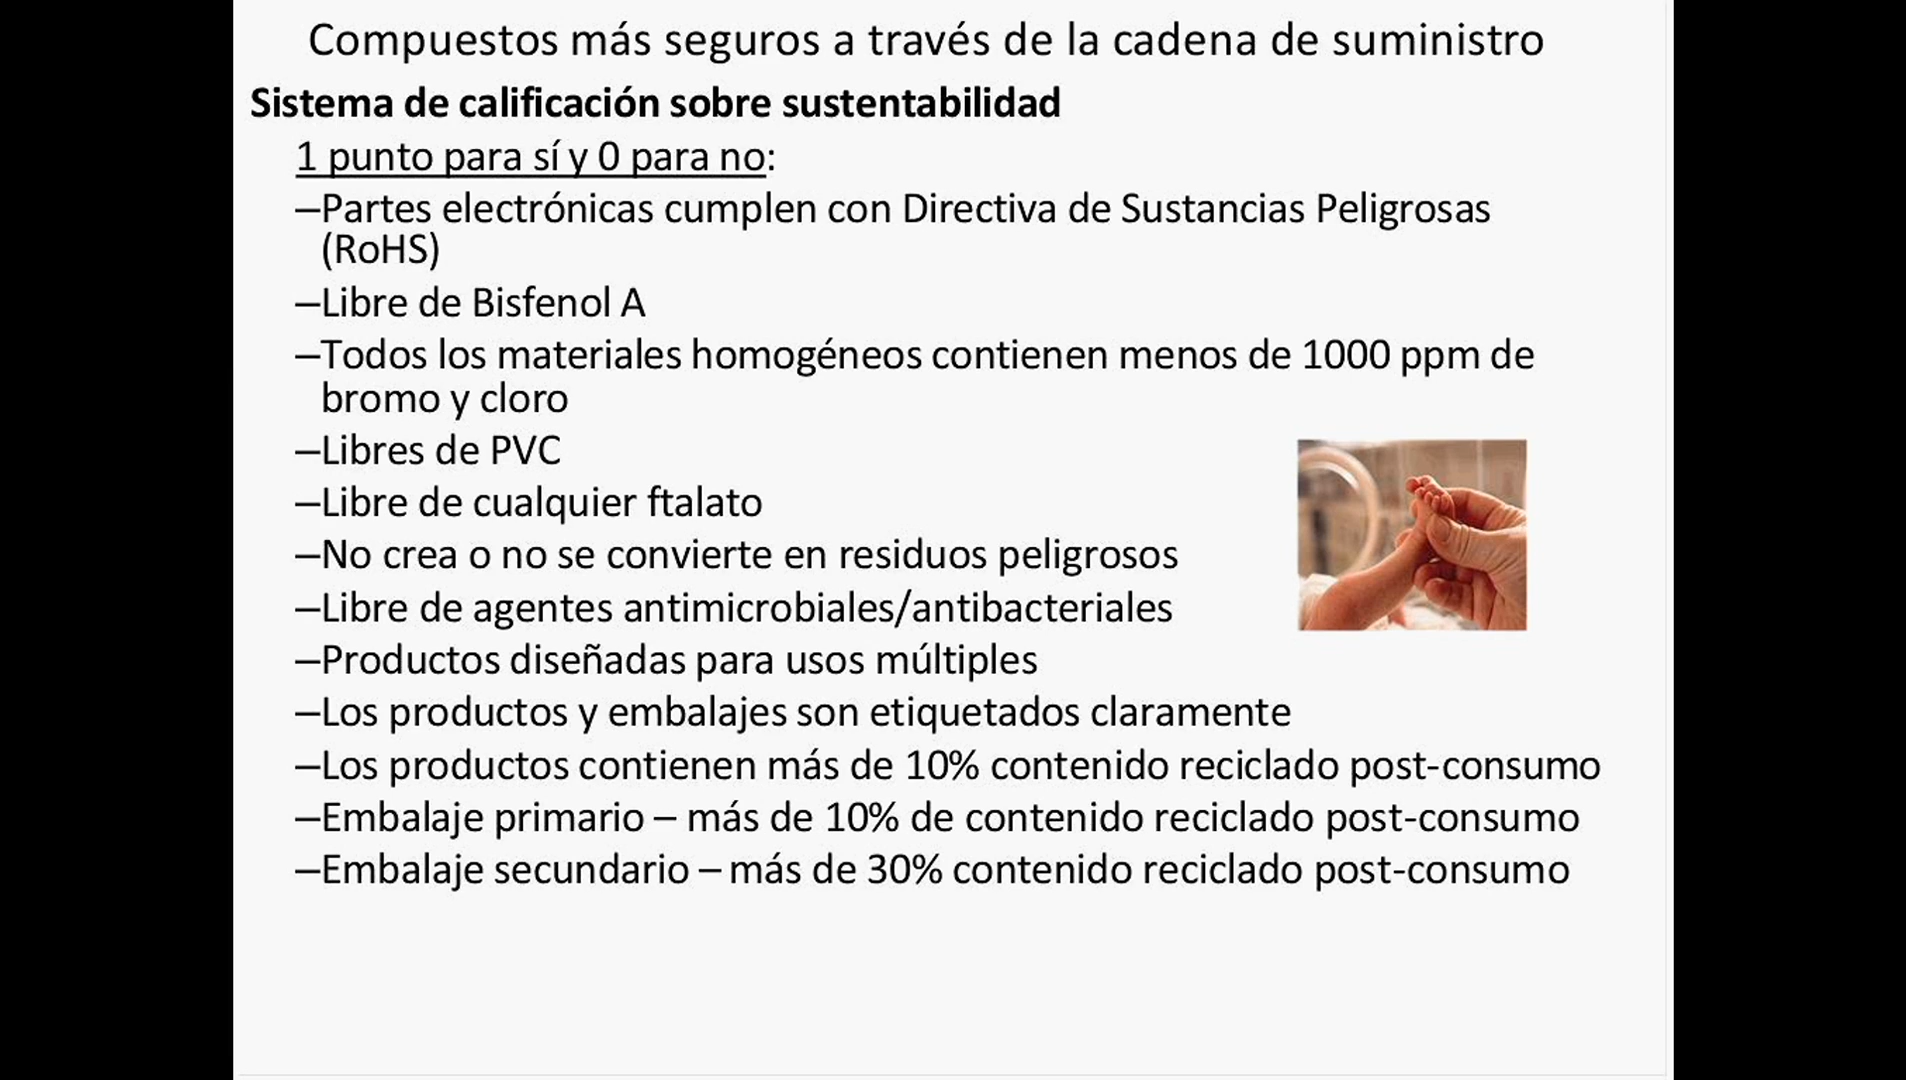 Compuestos más seguros a través de la cadena de suministro
Sistema de calificación sobre sustentabilidad
1 punto para sí y 0 para no:
–Partes electrónicas cumplen con Directiva de Sustancias Peligrosas
(RoHS)
–Libre de Bisfenol A
–Todos los materiales homogéneos contienen menos de 1000 ppm de
bromo y cloro
–Libres de PVC
–Libre de cualquier ftalato
–No crea o no se convierte en residuos peligrosos
–Libre de agentes antimicrobiales/antibacteriales
–Productos diseñadas para usos múltiples
–Los productos y embalajes son etiquetados claramente
–Los productos contienen más de 10% contenido reciclado post-consumo
–Embalaje primario – más de 10% de contenido reciclado post-consumo
–Embalaje secundario – más de 30% contenido reciclado post-consumo